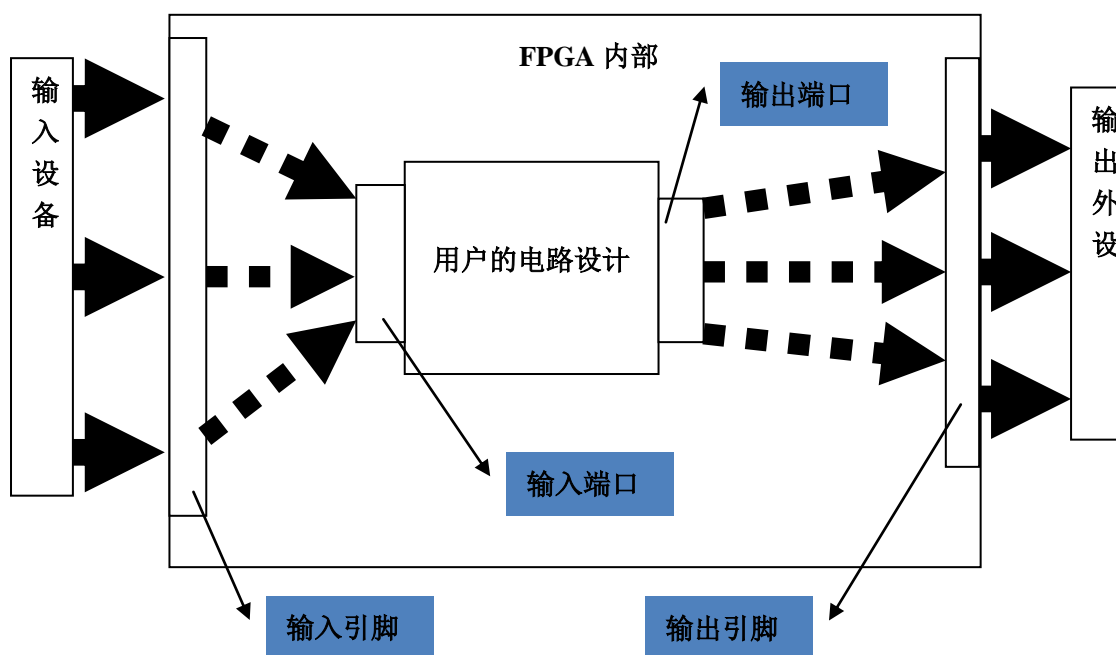 FPGA 内部
输入设备
输出端口
输出外设
用户的电路设计
输入端口
输入引脚
输出引脚